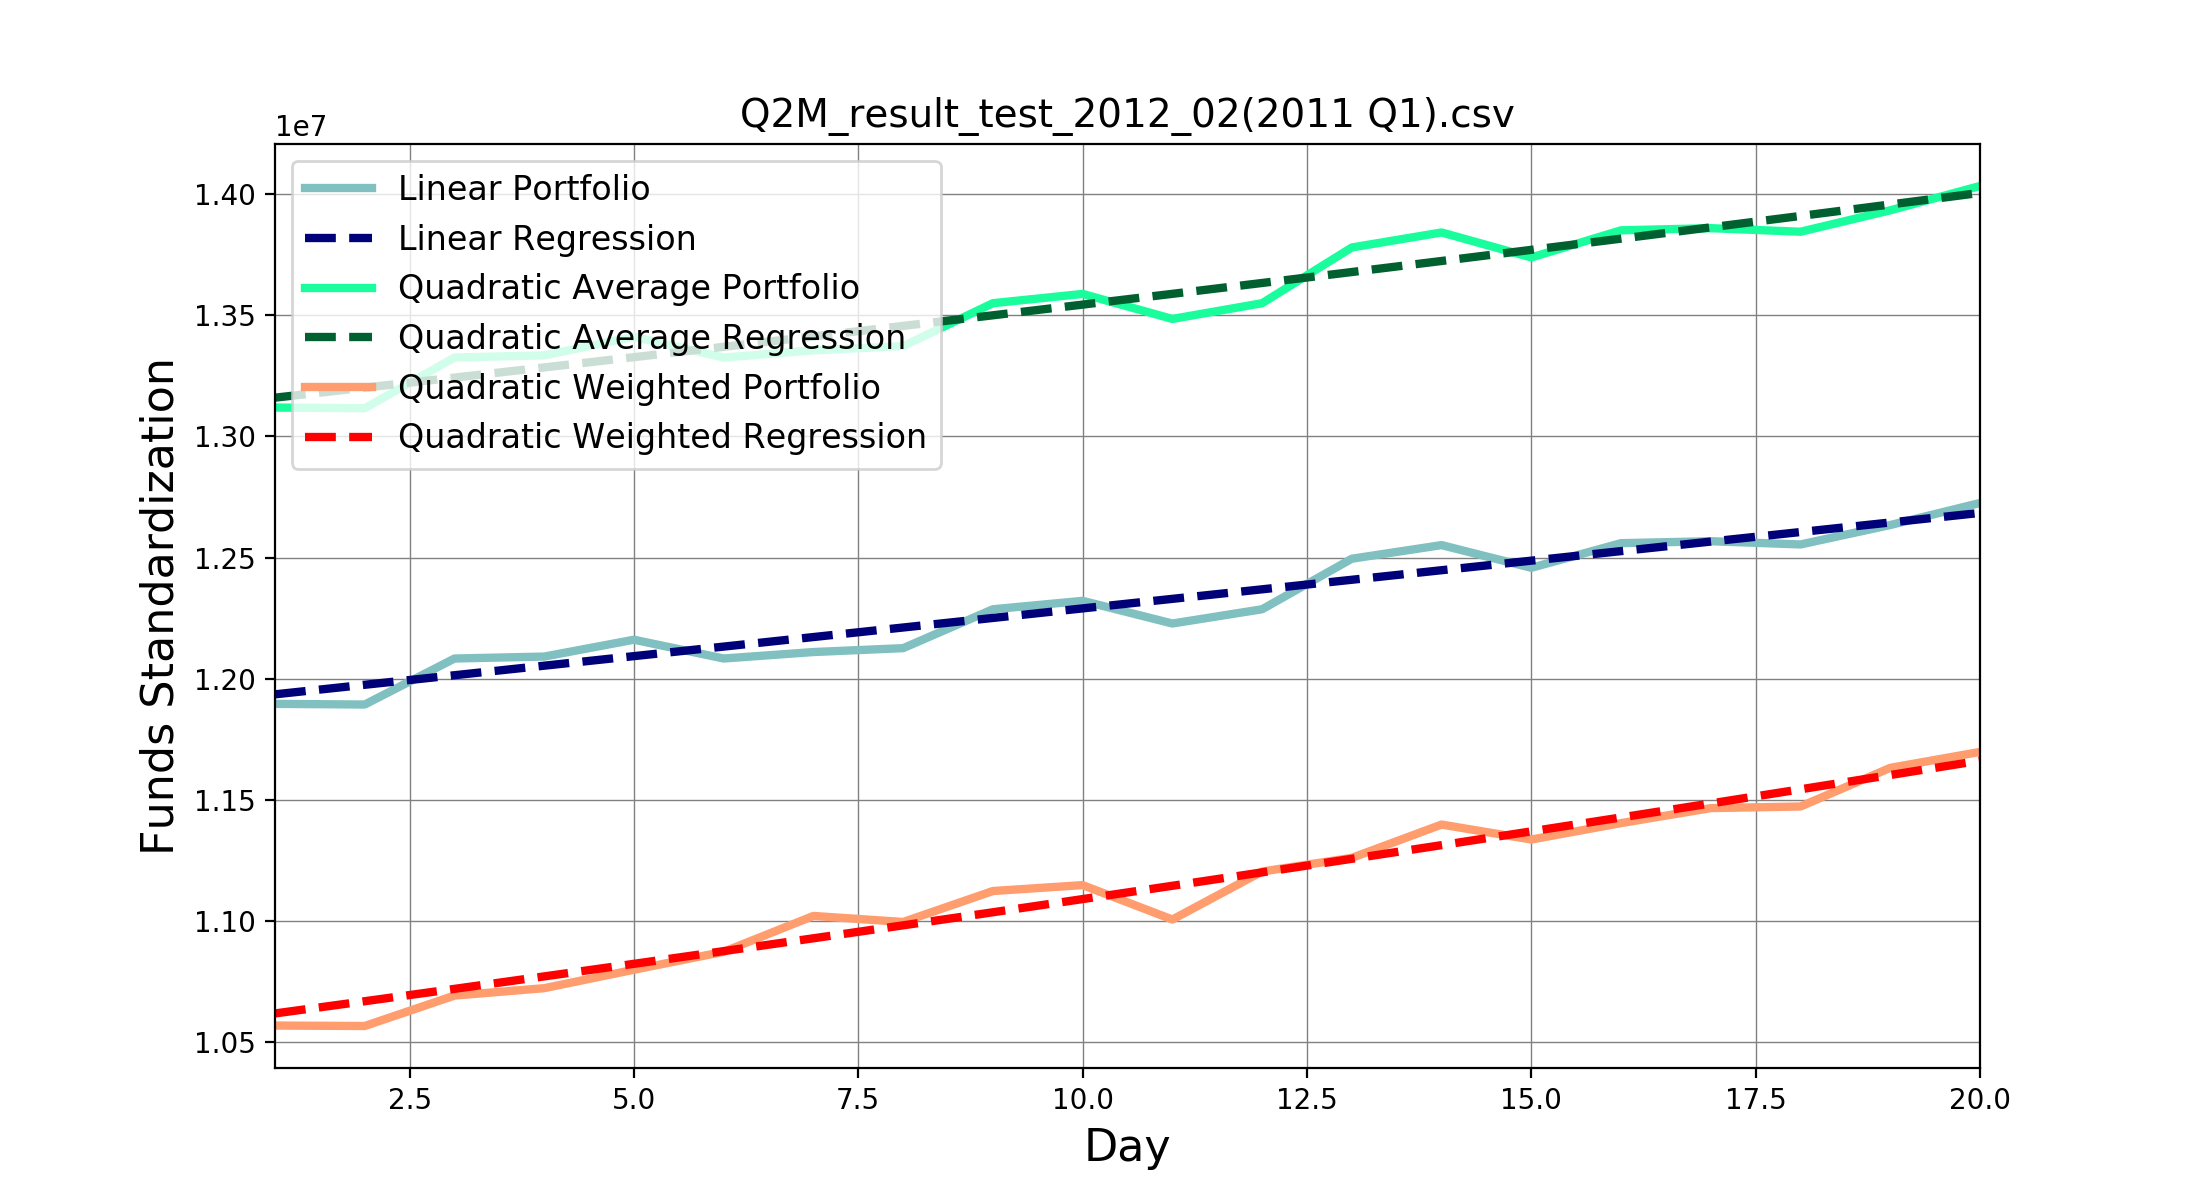 Q2M_result_test_2012_02(2011 Q1).csv
1e7
Linear Portfolio
Linear Regression
Quadratic Average Portfolio
Quadratic Average Regression
Quadratic Weighted Portfolio
Quadratic Weighted Regression
1.40
1.35
1.30
1.25
1.20
1.15
1.10
1.05
Funds Standardization
2.5 5.0 7.5 10.0 12.5 15.0 17.5 20.0
Day